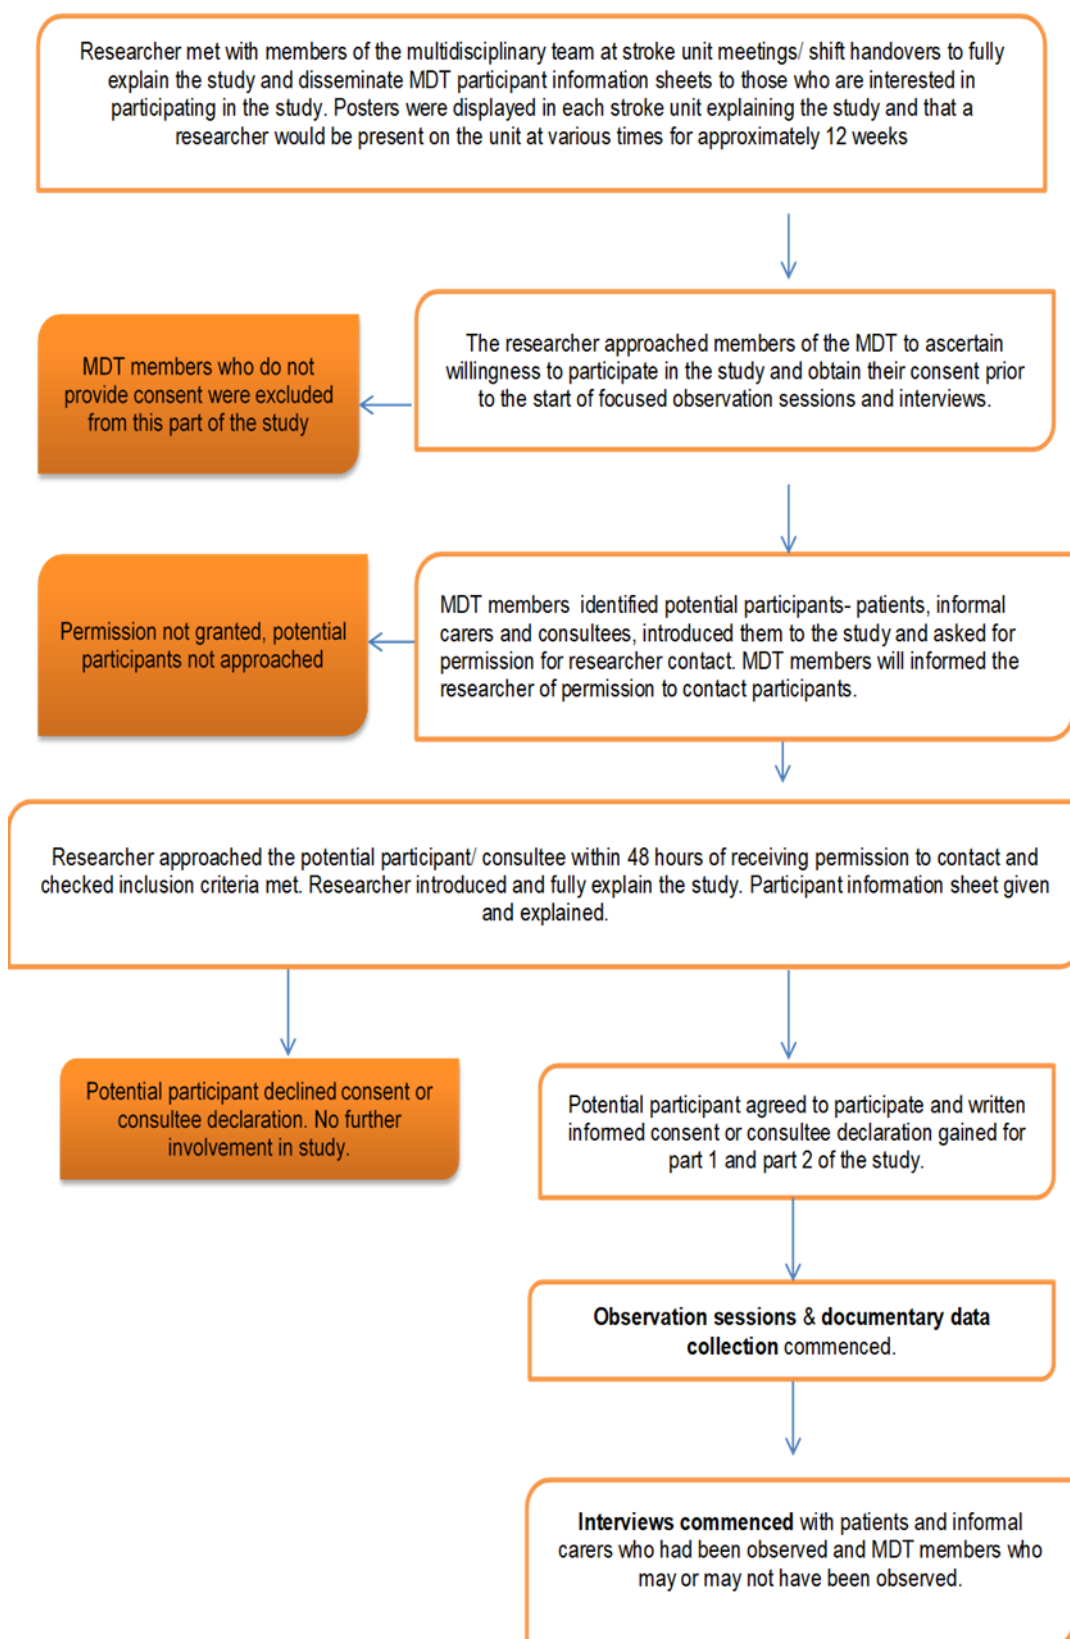 Researcher met with members of the multidisciplinary team at stroke unit meetings/ shift handovers to fully
explain the study and disseminate MDT participant information sheets to those who are interested in
participating in the study. Posters were displayed in each stroke unit explaining the study and that a
researcher would be present on the unit at various times for approximately 12 weeks
The researcher approached members of the MDT to ascertain
willingness to participate in the study and obtain their consent prior
to the start of focused observation sessions and interviews.
MDT members who do not
provide consent were excluded
from this part of the study
MDT members identified potential participants- patients, informal
carers and consultees, introduced them to the study and asked for
permission for researcher contact. MDT members will informed the
researcher of permission to contact participants.
Permission not granted, potential
participants not approached
Researcher approached the potential participant/ consultee within 48 hours of receiving permission to contact and
checked inclusion criteria met. Researcher introduced and fully explain the study. Participant information sheet given
and explained.
Potential participant declined consent or
consultee declaration. No further
involvement in study.
Potential participant agreed to participate and written
informed consent or consultee declaration gained for
part 1 and part 2 of the study.
Observation sessions & documentary data
collection commenced.
Interviews commenced with patients and informal
carers who had been observed and MDT members who
may or may not have been observed.